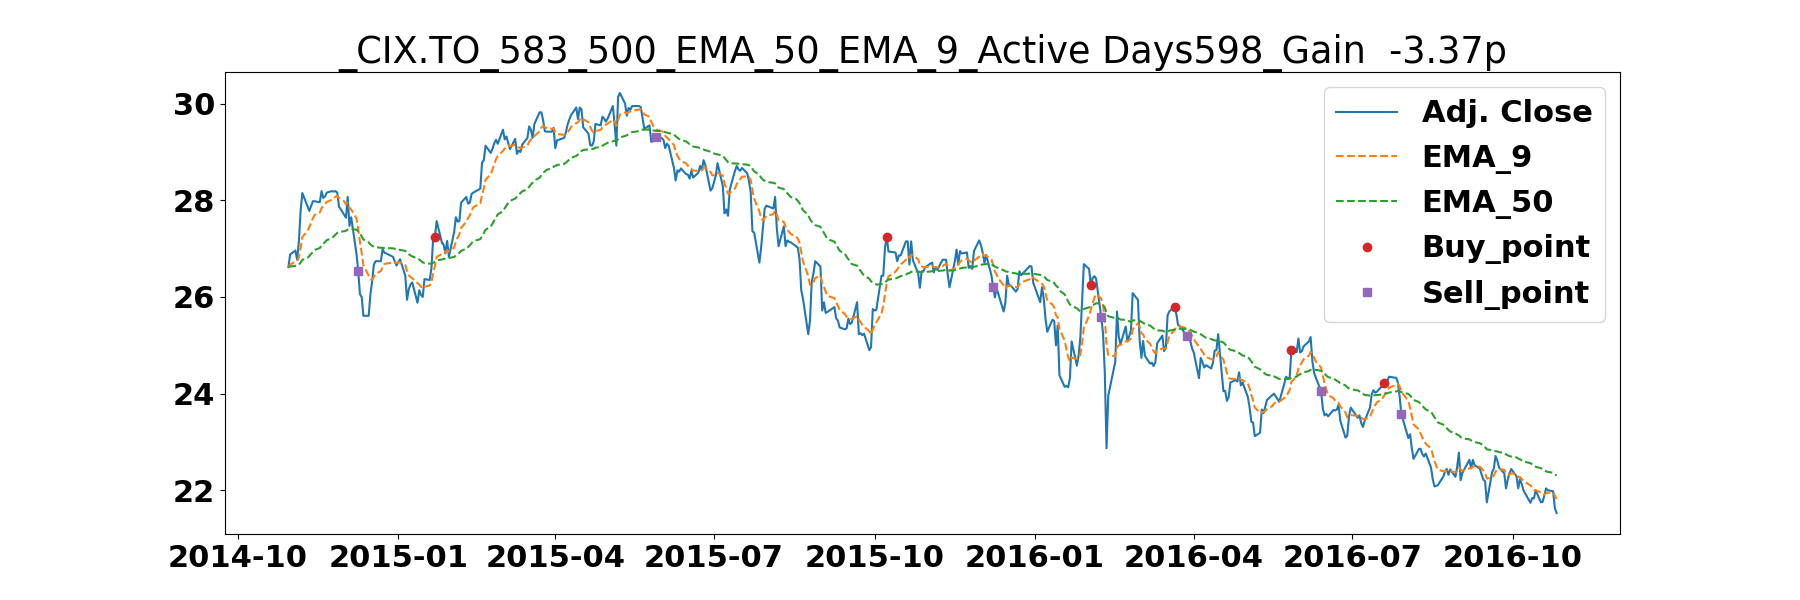 _CIX.TO_583_500_EMA_50_EMA_9_Active Days598_Gain  -3.37p
30
28
26
24
22
Adj. Close
EMA_9
EMA_50
Buy_point
Sell_point
2014-10 2015-01 2015-04 2015-07 2015-10 2016-01 2016-04 2016-07 2016-10